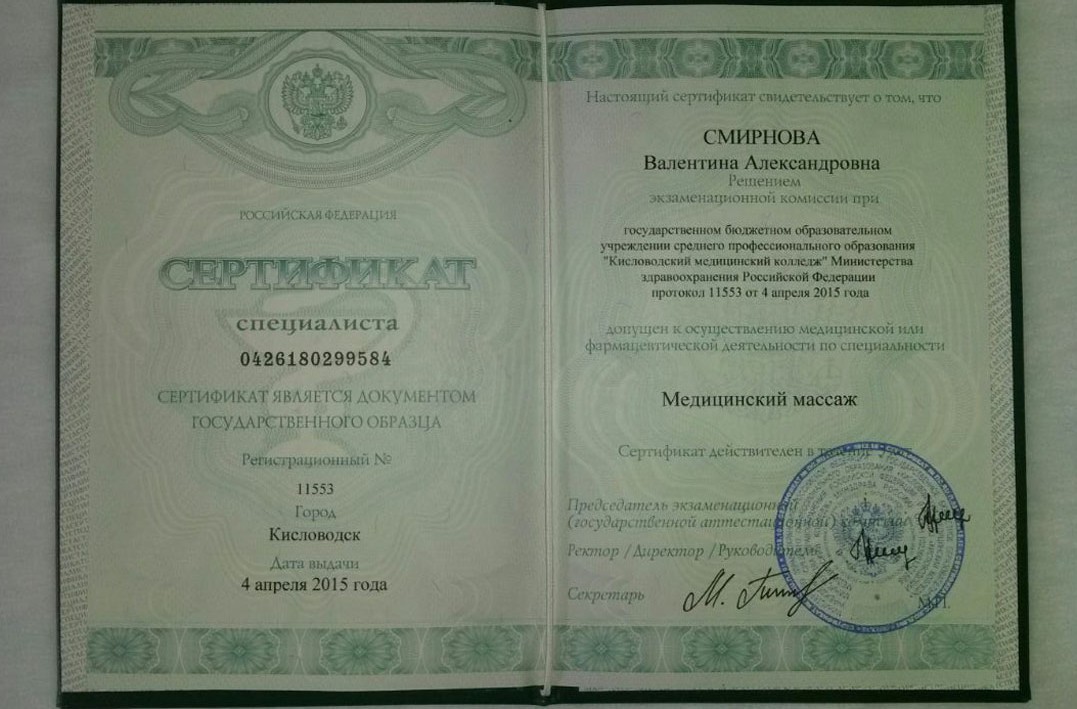 РОССИЙСКАЯ ФЕДЕРАЦИЯ
СЕРТИФИКАТ
специалиста
0426180299584
СЕРТИФИКАТ ЯВЛЯЕТСЯ ДОКУМЕНТОМ
ГОСУДАРСТВЕННОГО ОБРАЗЦА
Регистрационный №
11553
Город
Кисловодск
Дата выдачи
4 апреля 2015 года
Настоящий сертификат свидетельствует о том, что
СМИРНОВА
Валентина Александровна
Решением
экзаменационной комиссии при
государственном бюджетном образовательном
учреждении среднего профессионального образования
"Кисловодский медицинский колледж" Министерства
здравоохранения Российской Федерации
протокол 11553 от 4 апреля 2015 года
допущен к осуществлению медицинской или
фармацевтической деятельности по специальности
Медицинский массаж
Сертификат действителен в течение
Председатель экзаменационной
(государственной аттестационной) комиссии
Ректор / Директор / Руководитель
Секретарь
М.П.